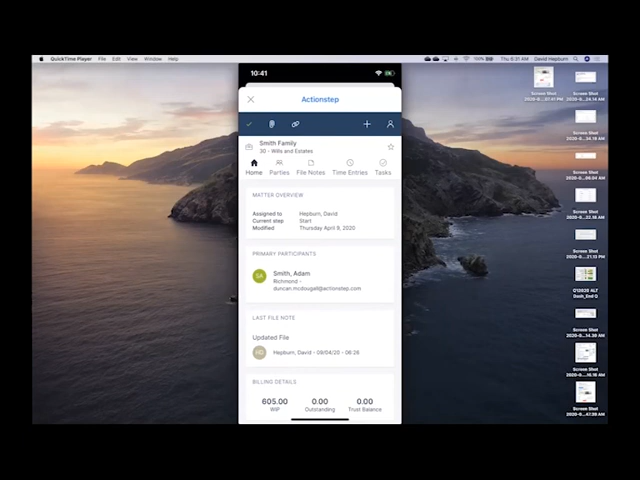 QuickTime Player File Edit View Window Help
Thu 6:31 AM David Hepburn
10:41
Actionstep
Smith Family
30 - Wills and Estates
Home Parties File Notes Time Entries Tasks
MATTER OVERVIEW
Assigned to Hepburn, David
Current step Start
Modified Thursday April 9, 2020
PRIMARY PARTICIPANTS
SA
Smith, Adam
Richmond -
duncan.mcdougall@actionstep.com
LAST FILE NOTE
Updated File
HD
Hepburn, David - 09/04/20 - 06:26
BILLING DETAILS
605.00 0.00 0.00
WIP Outstanding Trust Balance
Screen Shot
Screen Shot
Screen Shot
Screen Shot
Screen Shot
Screen Shot
Screen Shot
Screen Shot
Screen Shot
Screen Shot